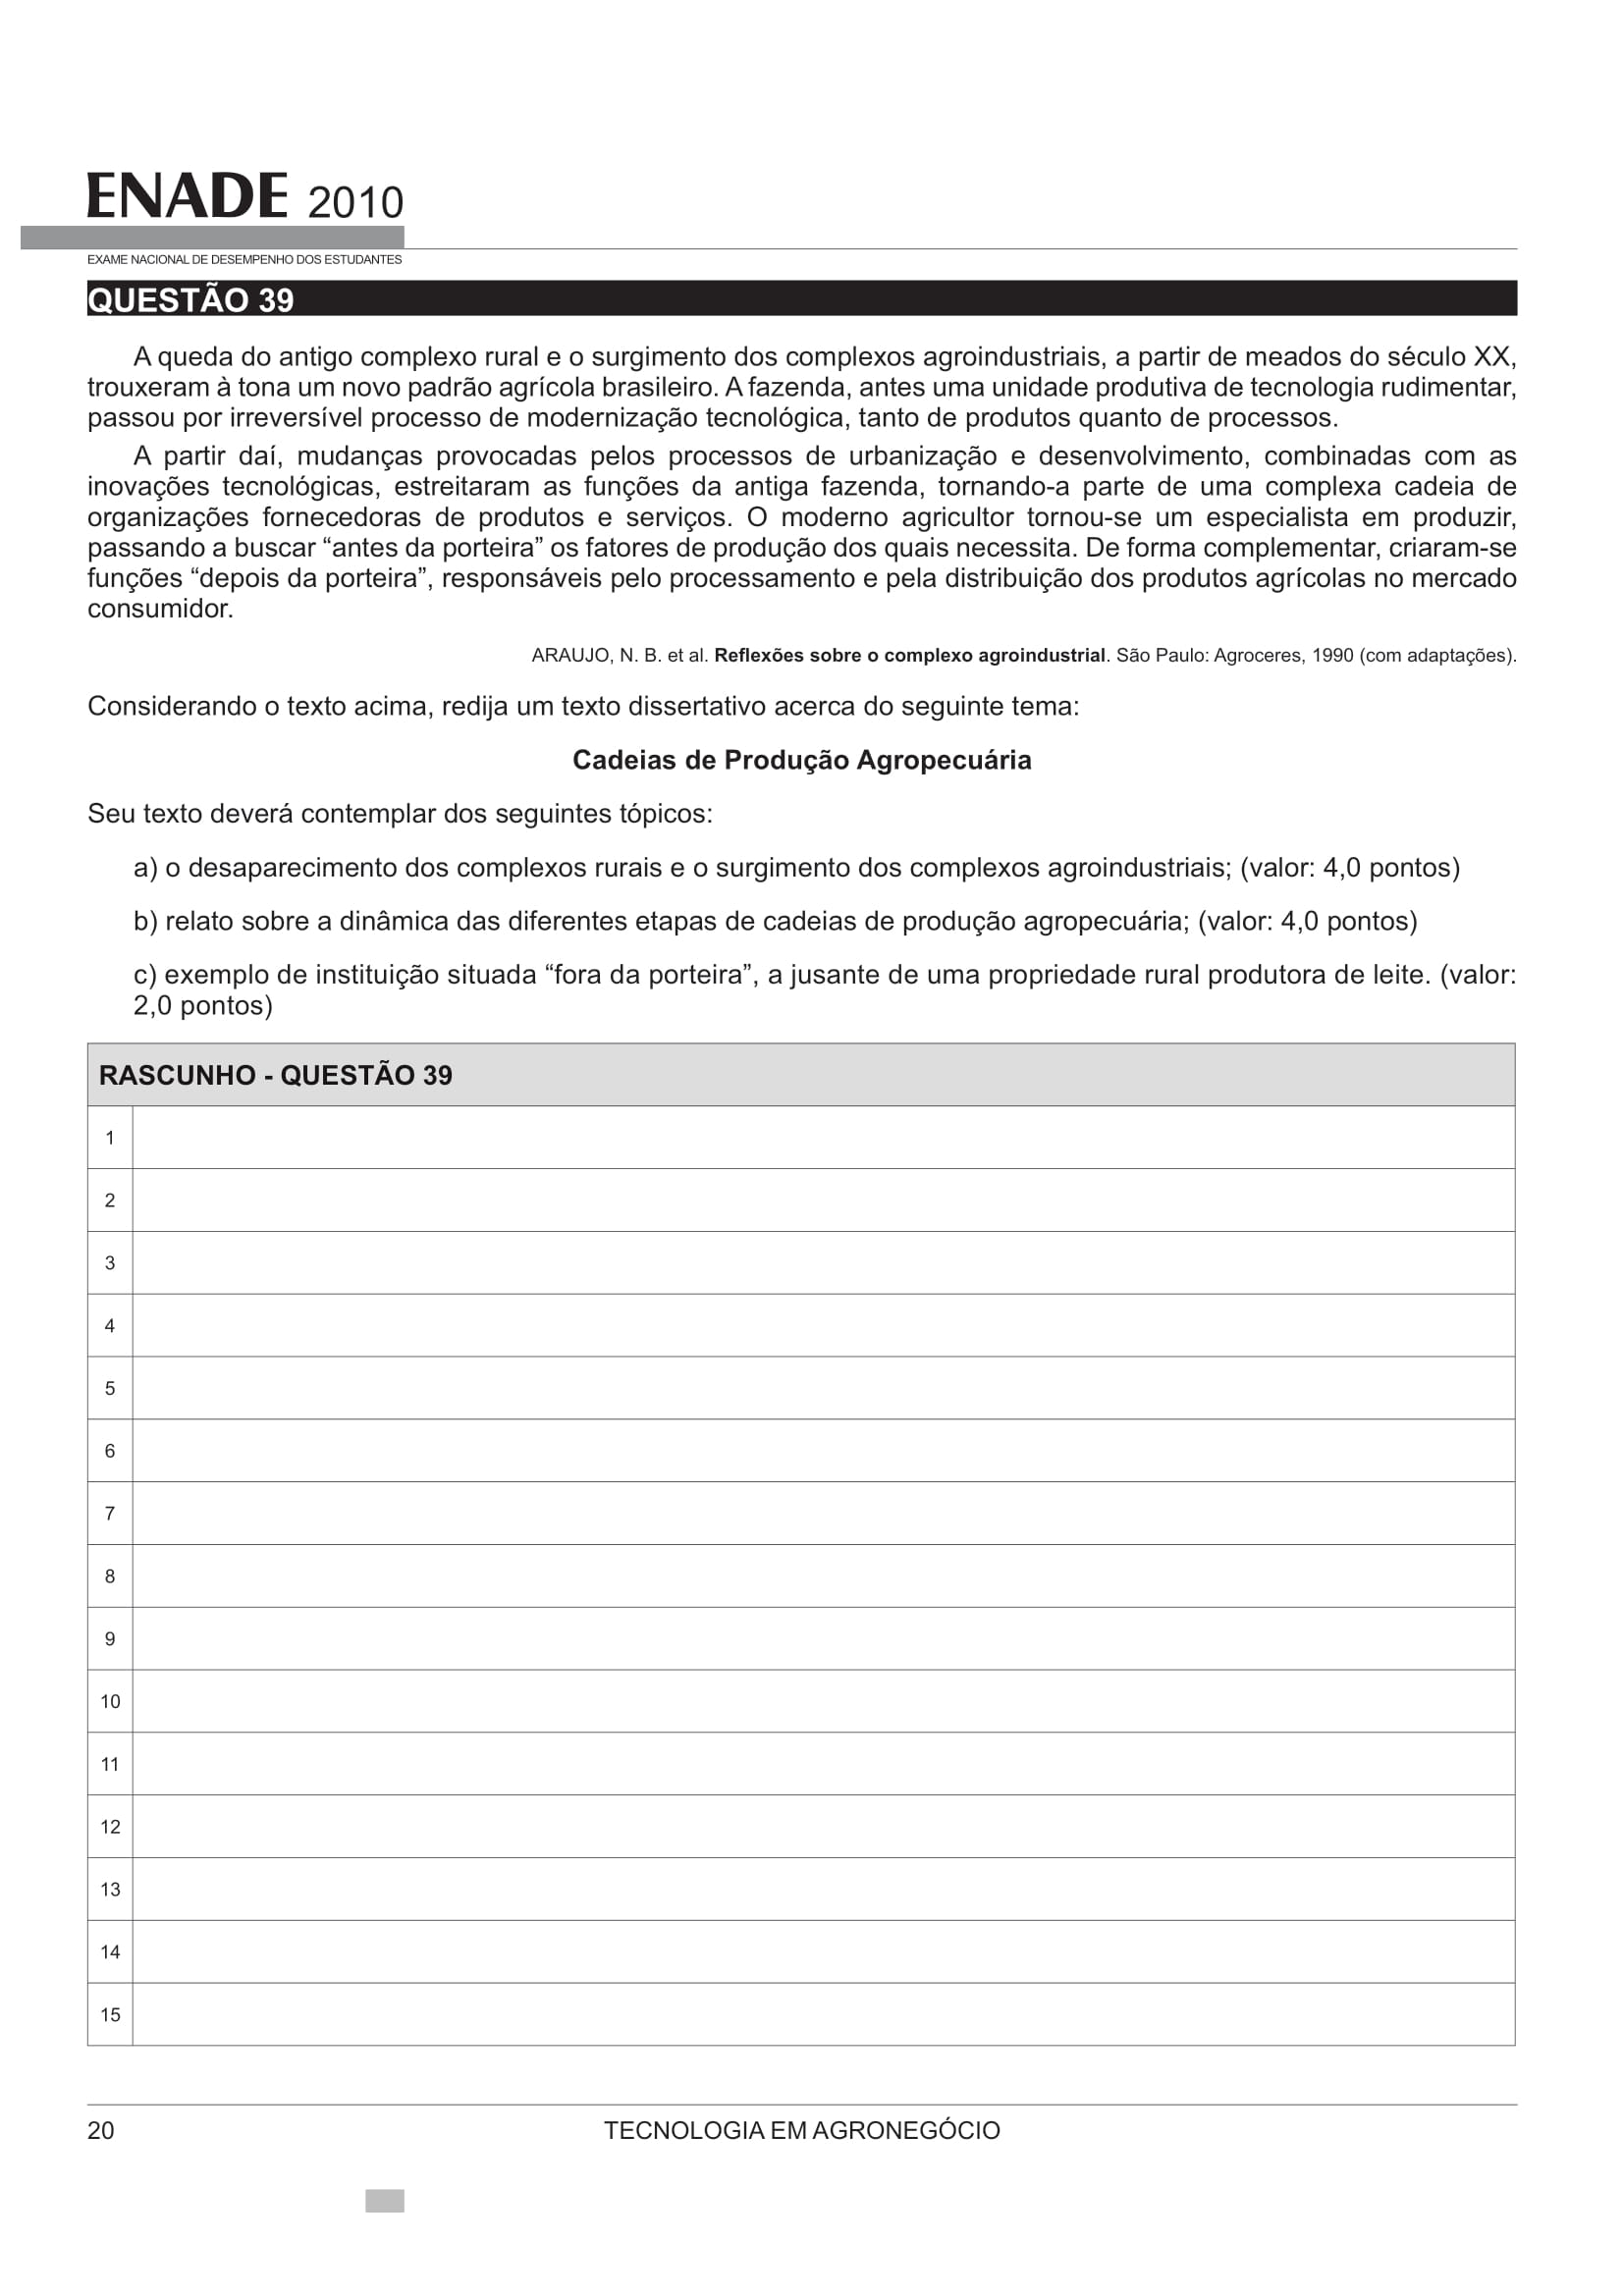 ENADE 2010
EXAME NACIONAL DE DESEMPENHO DOS ESTUDANTES
QUESTÃO 39
A queda do antigo complexo rural e o surgimento dos complexos agroindustriais, a partir de meados do século XX,
trouxeram à tona um novo padrão agrícola brasileiro. A fazenda, antes uma unidade produtiva de tecnologia rudimentar,
passou por irreversível processo de modernização tecnológica, tanto de produtos quanto de processos.
A partir daí, mudanças provocadas pelos processos de urbanização e desenvolvimento, combinadas com as
inovações tecnológicas, estreitaram as funções da antiga fazenda, tornando-a parte de uma complexa cadeia de
organizações fornecedoras de produtos e serviços. O moderno agricultor tornou-se um especialista em produzir,
passando a buscar “antes da porteira” os fatores de produção dos quais necessita. De forma complementar, criaram-se
funções “depois da porteira”, responsáveis pelo processamento e pela distribuição dos produtos agrícolas no mercado
consumidor.
ARAUJO, N. B. et al. Reflexões sobre o complexo agroindustrial. São Paulo: Agroceres, 1990 (com adaptações).
Considerando o texto acima, redija um texto dissertativo acerca do seguinte tema:
Cadeias de Produção Agropecuária
Seu texto deverá contemplar dos seguintes tópicos:
a) o desaparecimento dos complexos rurais e o surgimento dos complexos agroindustriais; (valor: 4,0 pontos)
b) relato sobre a dinâmica das diferentes etapas de cadeias de produção agropecuária; (valor: 4,0 pontos)
c) exemplo de instituição situada “fora da porteira”, a jusante de uma propriedade rural produtora de leite. (valor:
2,0 pontos)
RASCUNHO - QUESTÃO 39
1
2
3
4
5
6
7
8
9
10
11
12
13
14
15
20 TECNOLOGIA EM AGRONEGÓCIO